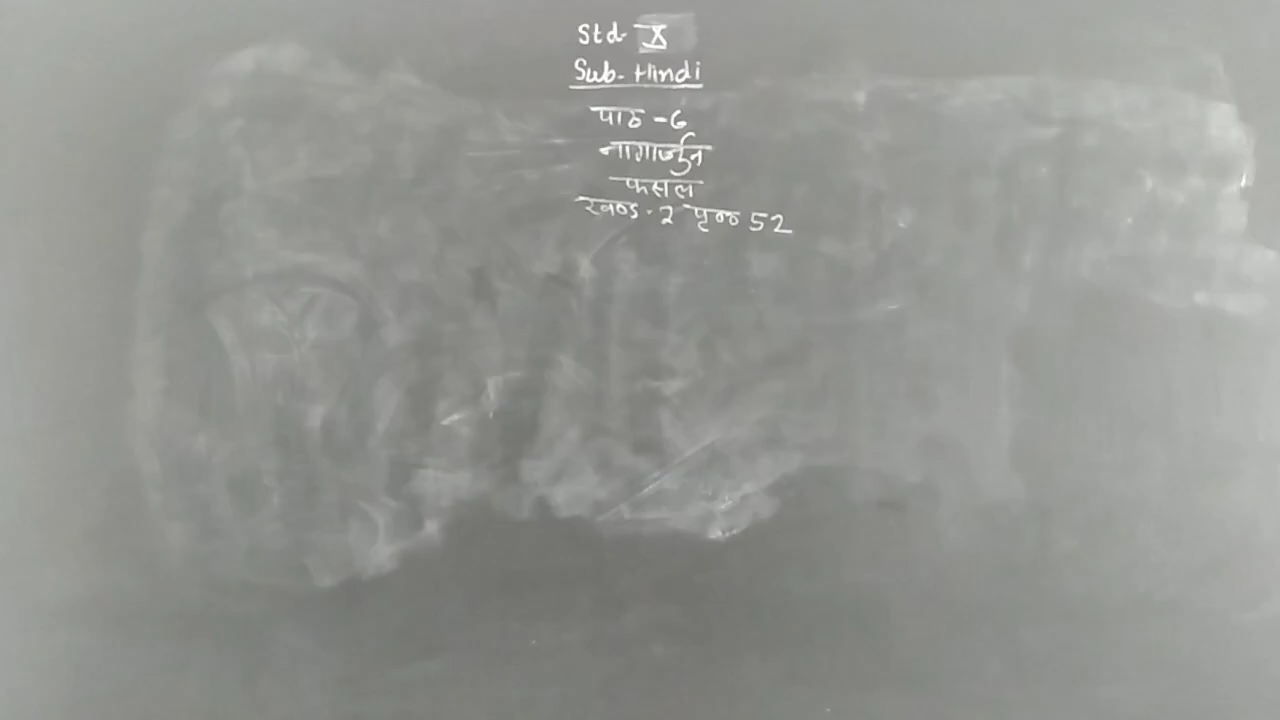 Std- X
Sub- Hindi
पाठ -6
नागार्जुन
फसल
खण्ड-2 पृष्ठ 52